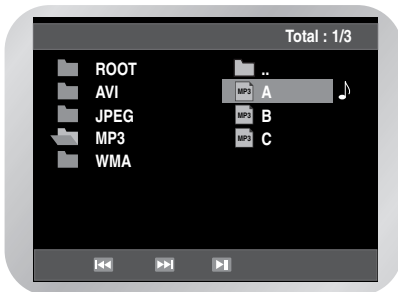 Total : 1/3
ROOT
AVI
JPEG
MP3
WMA
..
MP3 A
MP3 B
MP3 C